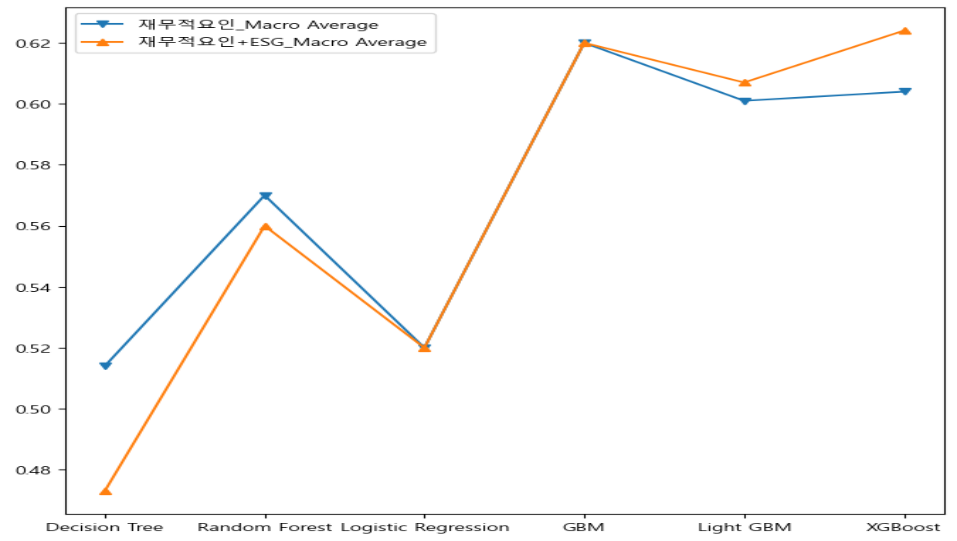 재무적요인_Macro Average
재무적요인+ESG_Macro Average
0.62
0.60
0.58
0.56
0.54
0.52
0.50
0.48
Decision Tree Random Forest Logistic Regression GBM Light GBM XGBoost